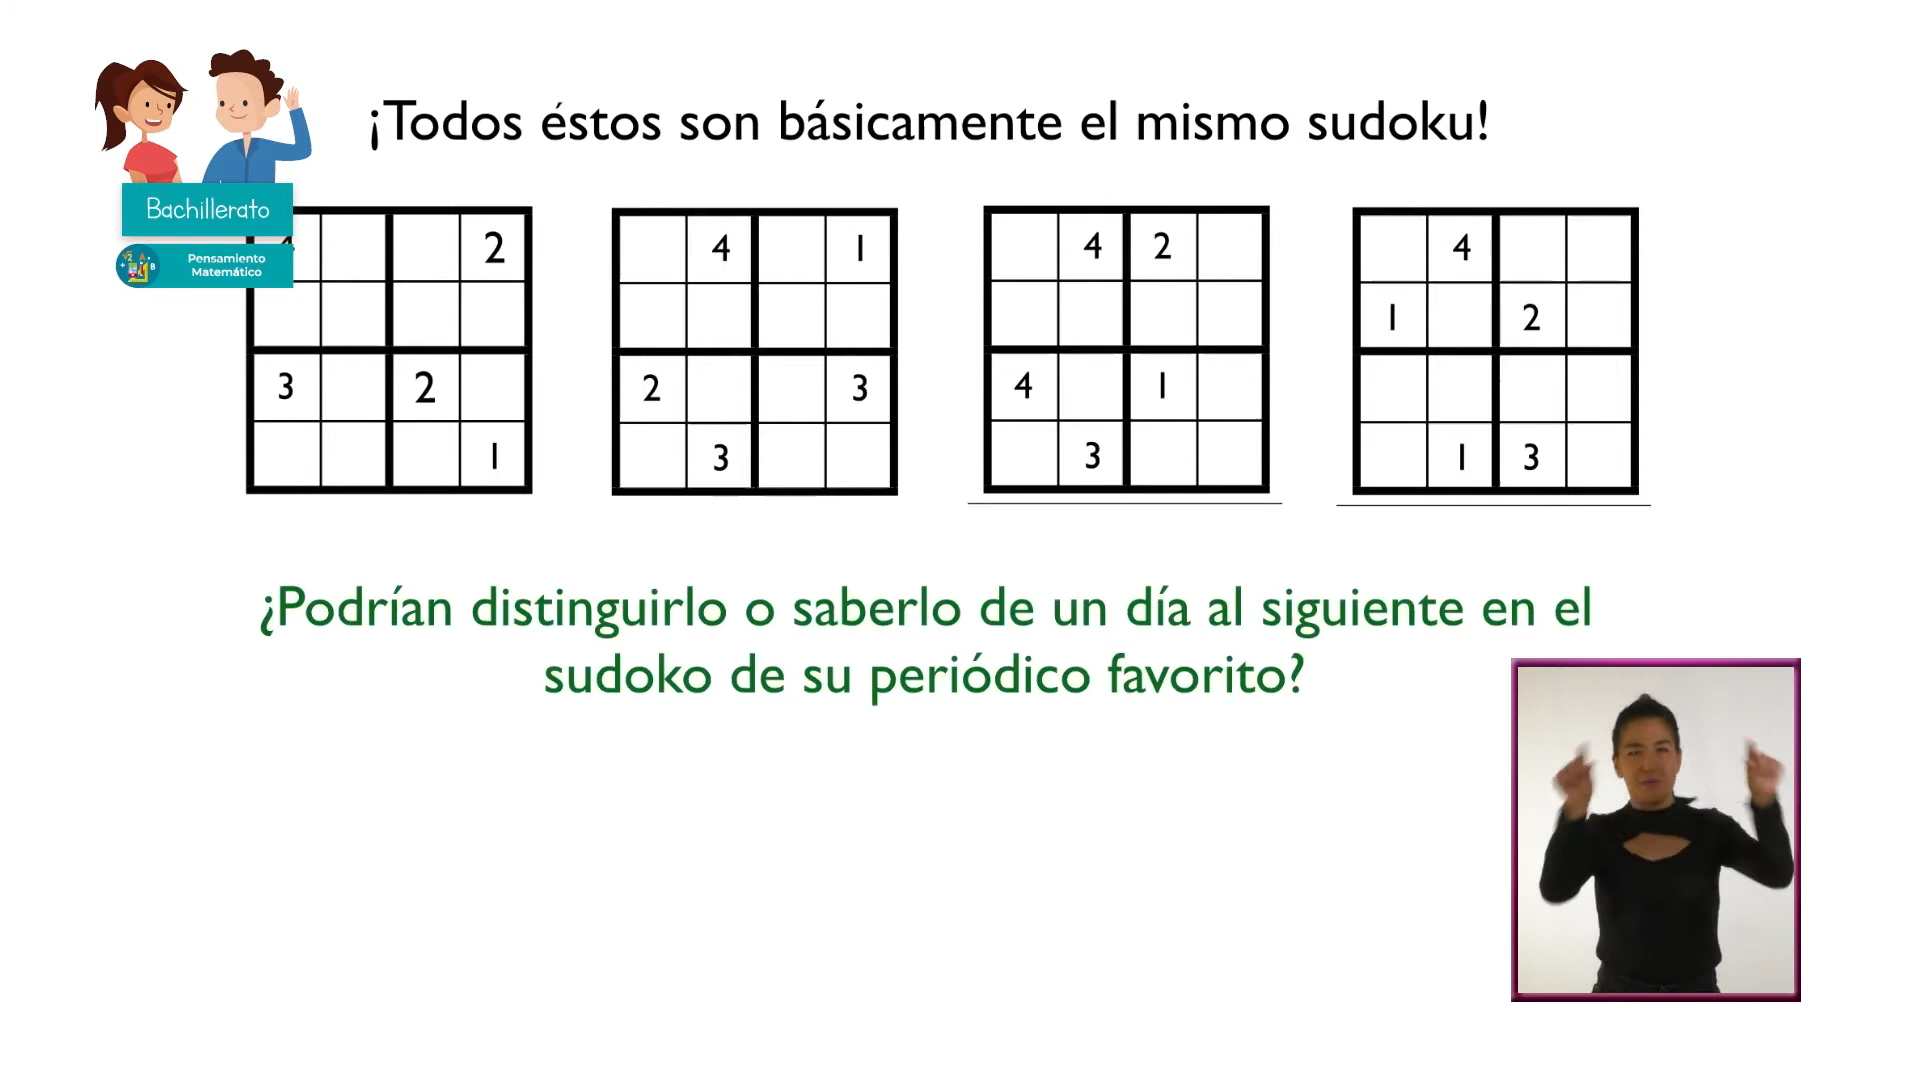 ¡Todos éstos son básicamente el mismo sudoku!
Bachillerato
Pensamiento
Matemático
4 2
3 2
1
4 1
2 3
3
4 2
4 1
3
4
1 2
1 3
¿Podrían distinguirlo o saberlo de un día al siguiente en el
sudoko de su periódico favorito?